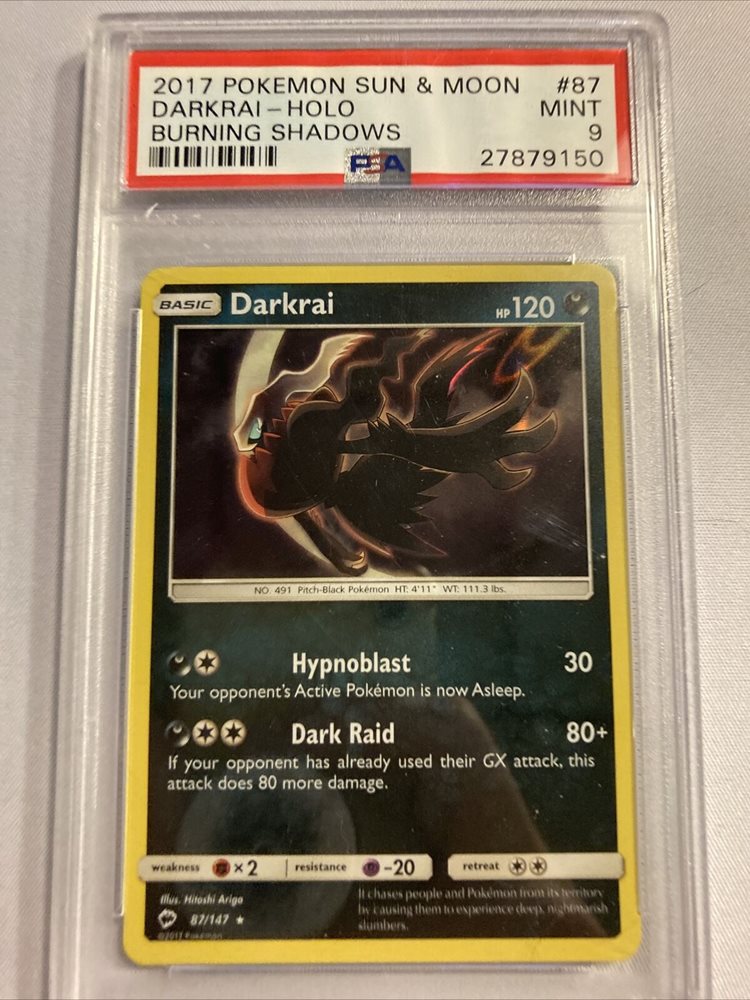 2017 POKEMON SUN & MOON #87
DARKRAI - HOLO MINT
BURNING SHADOWS 9
PSA 27879150
BASIC Darkrai HP 120
NO. 491 Pitch-Black Pokémon HT: 4'11" WT: 111.3 lbs.
Hypnoblast 30
Your opponent's Active Pokémon is now Asleep.
Dark Raid 80+
If your opponent has already used their GX attack, this
attack does 80 more damage.
weakness ×2 resistance -20 retreat
Illus. Hitoshi Ariga
It chases people and Pokémon from its territory
by causing them to experience deep, nightmarish
slumbers.
87/147 ★
©2017 Pokémon